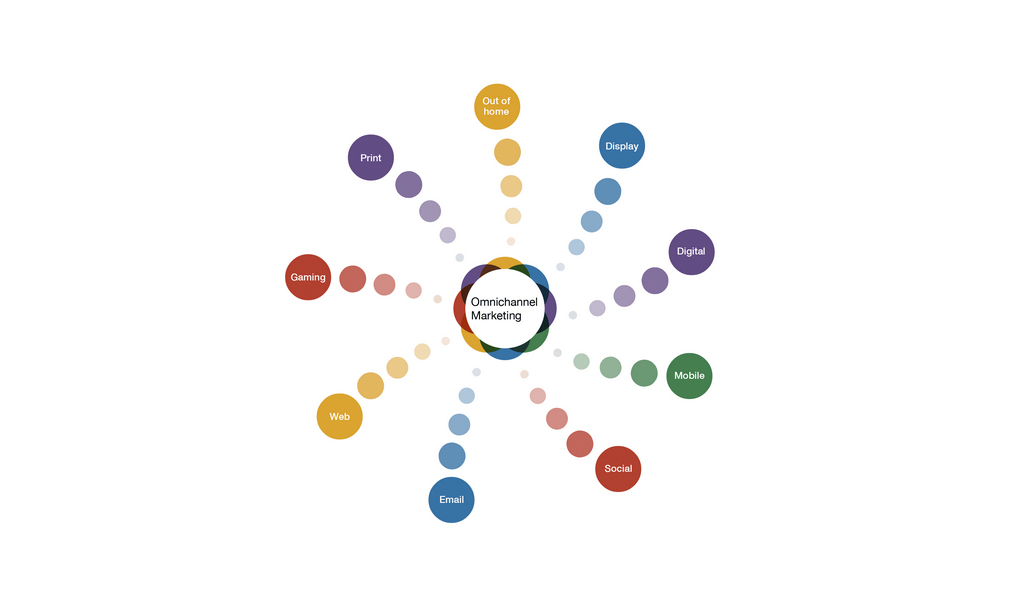 Out of
home
Display
Print
Digital
Gaming
Omnichannel
Marketing
Mobile
Web
Social
Email